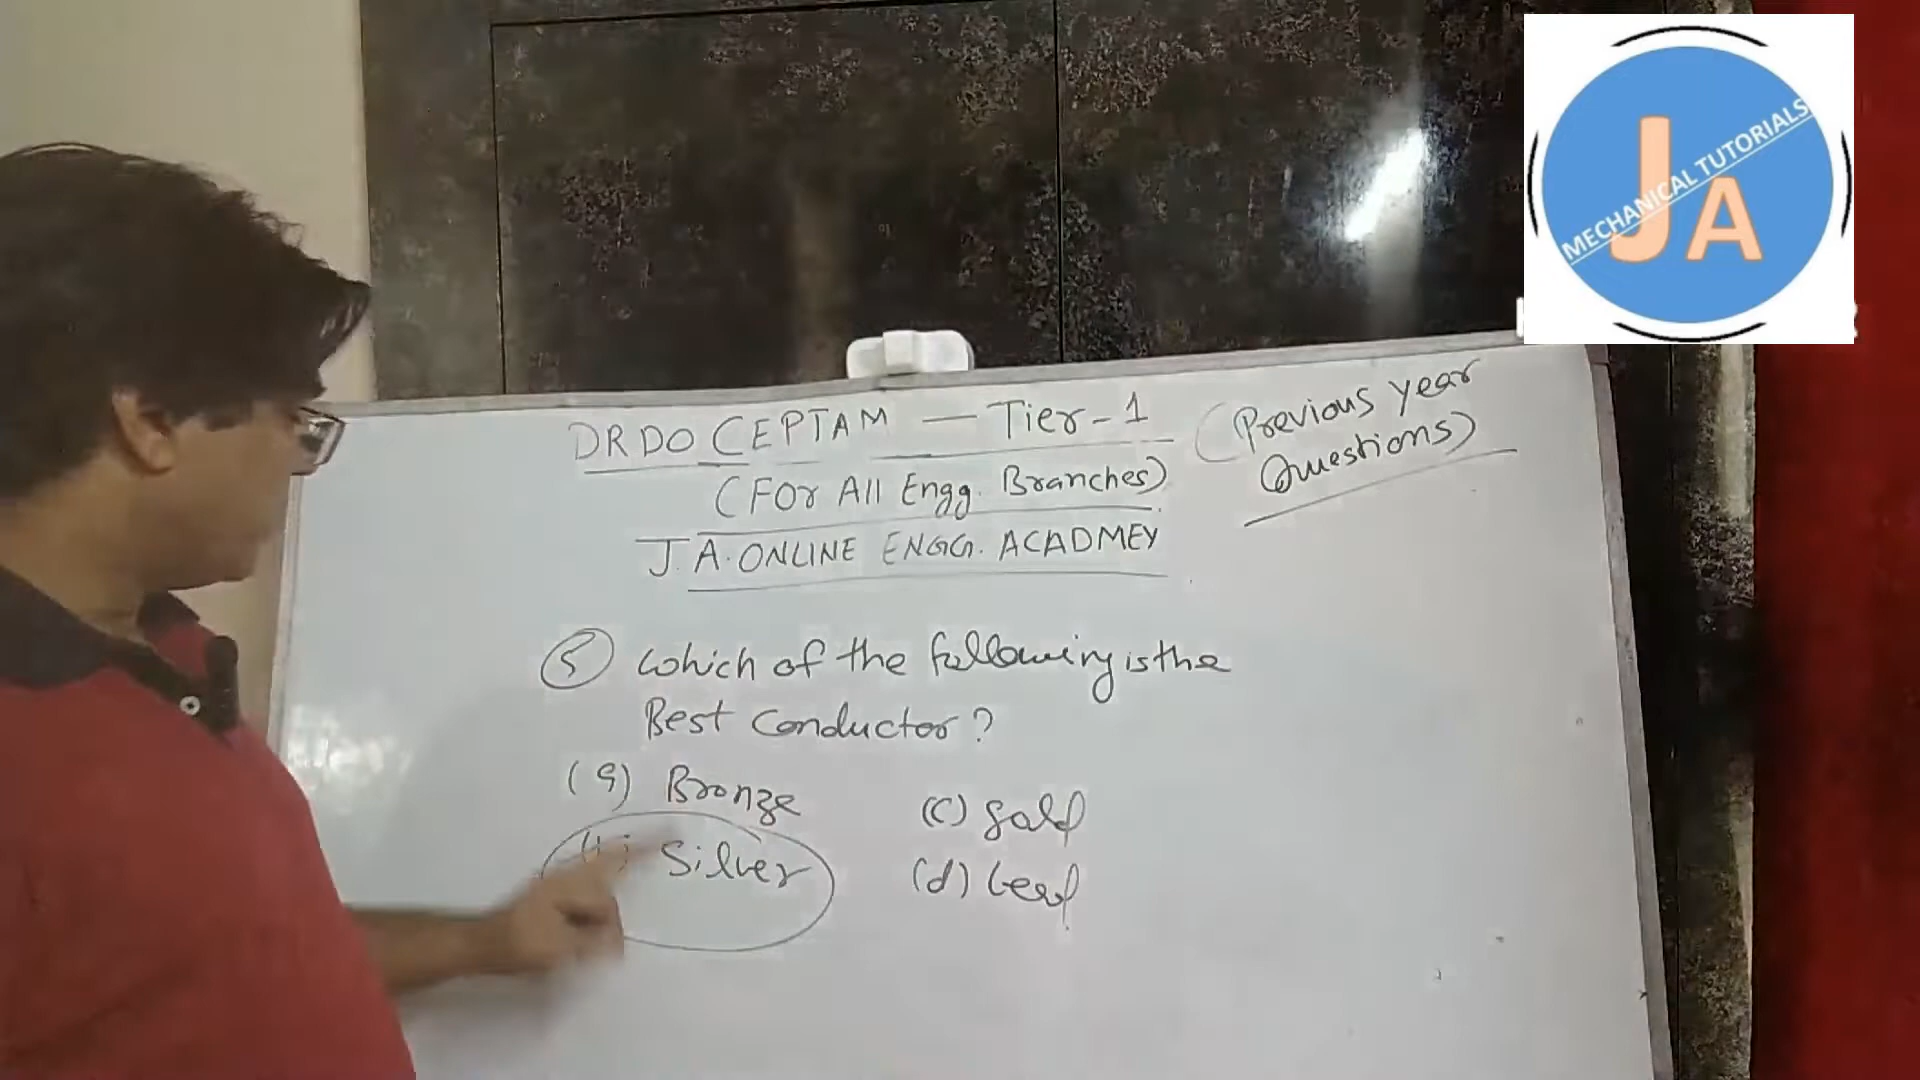 JA
MECHANICAL TUTORIALS
DRDO CEPTAM — Tier-1 (Previous year
Questions)
(FOr All Engg. Branches)
J.A. ONLINE ENGG. ACADMEY
(5) Which of the following is the
Best Conductor?
(a) Bronze (C) gold
Silver (d) Lead